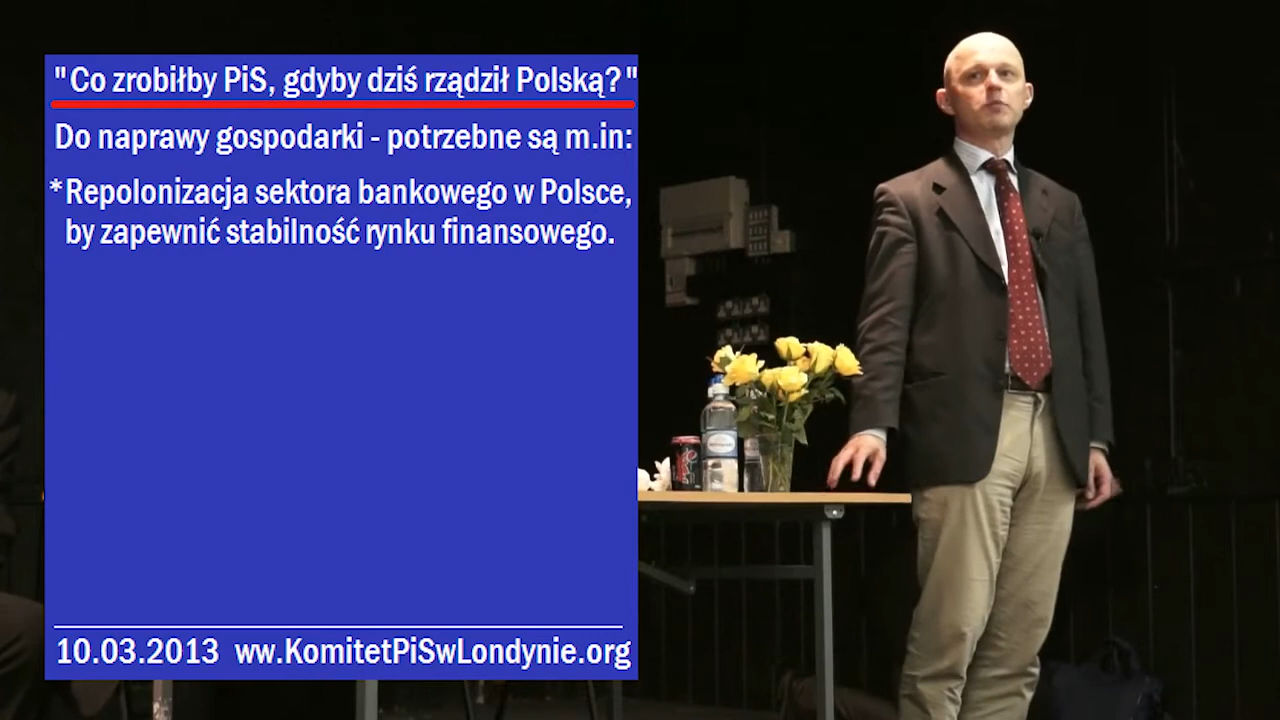 "Co zrobiłby PiS, gdyby dziś rządził Polską?"
Do naprawy gospodarki - potrzebne są m.in:
*Repolonizacja sektora bankowego w Polsce,
by zapewnić stabilność rynku finansowego.
10.03.2013 ww.KomitetPiSwLondynie.org